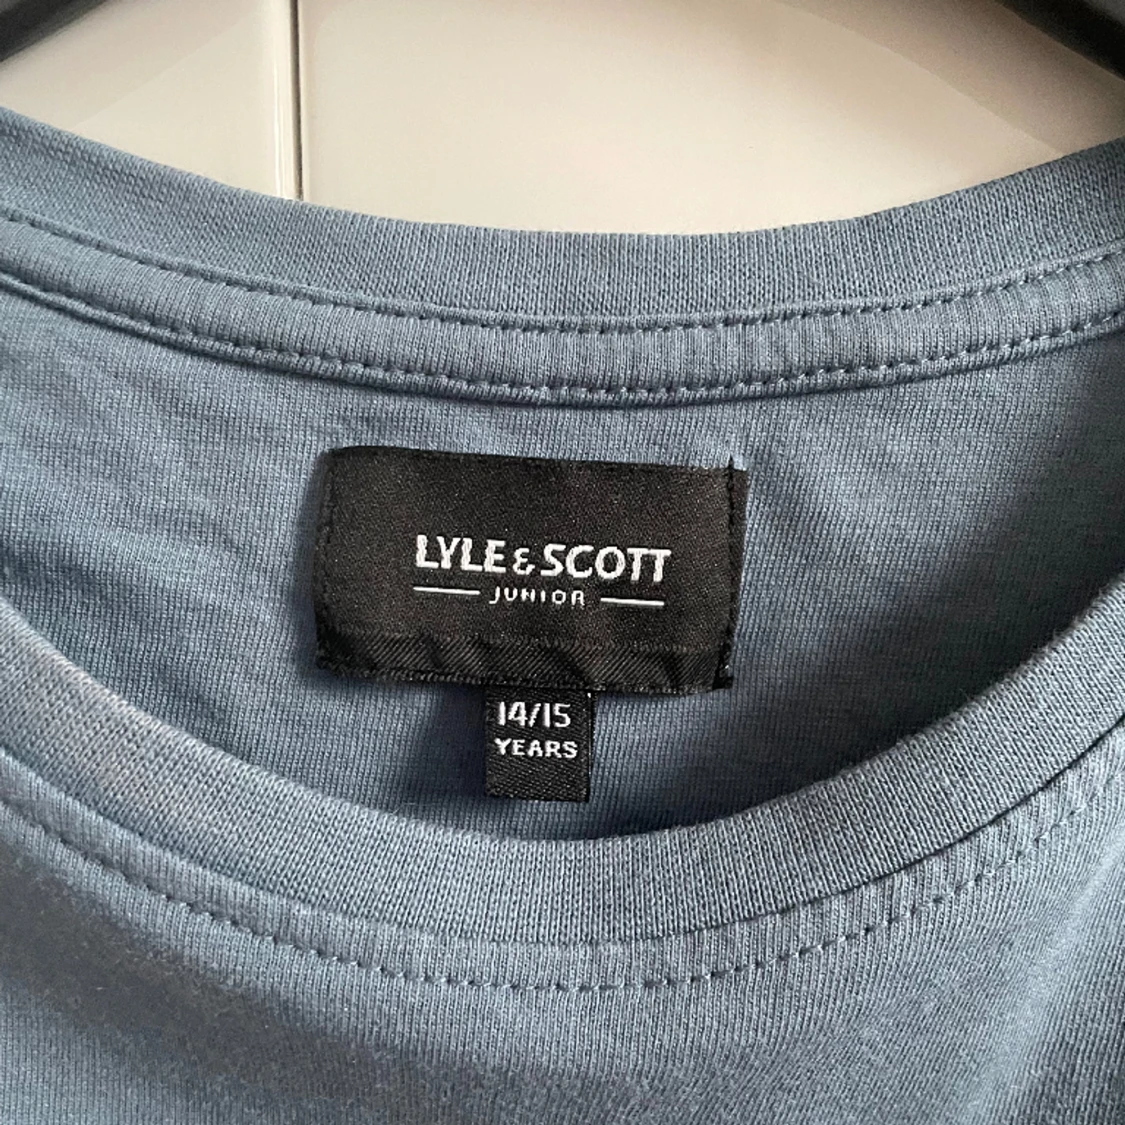 LYLE & SCOTT
JUNIOR
14/15
YEARS